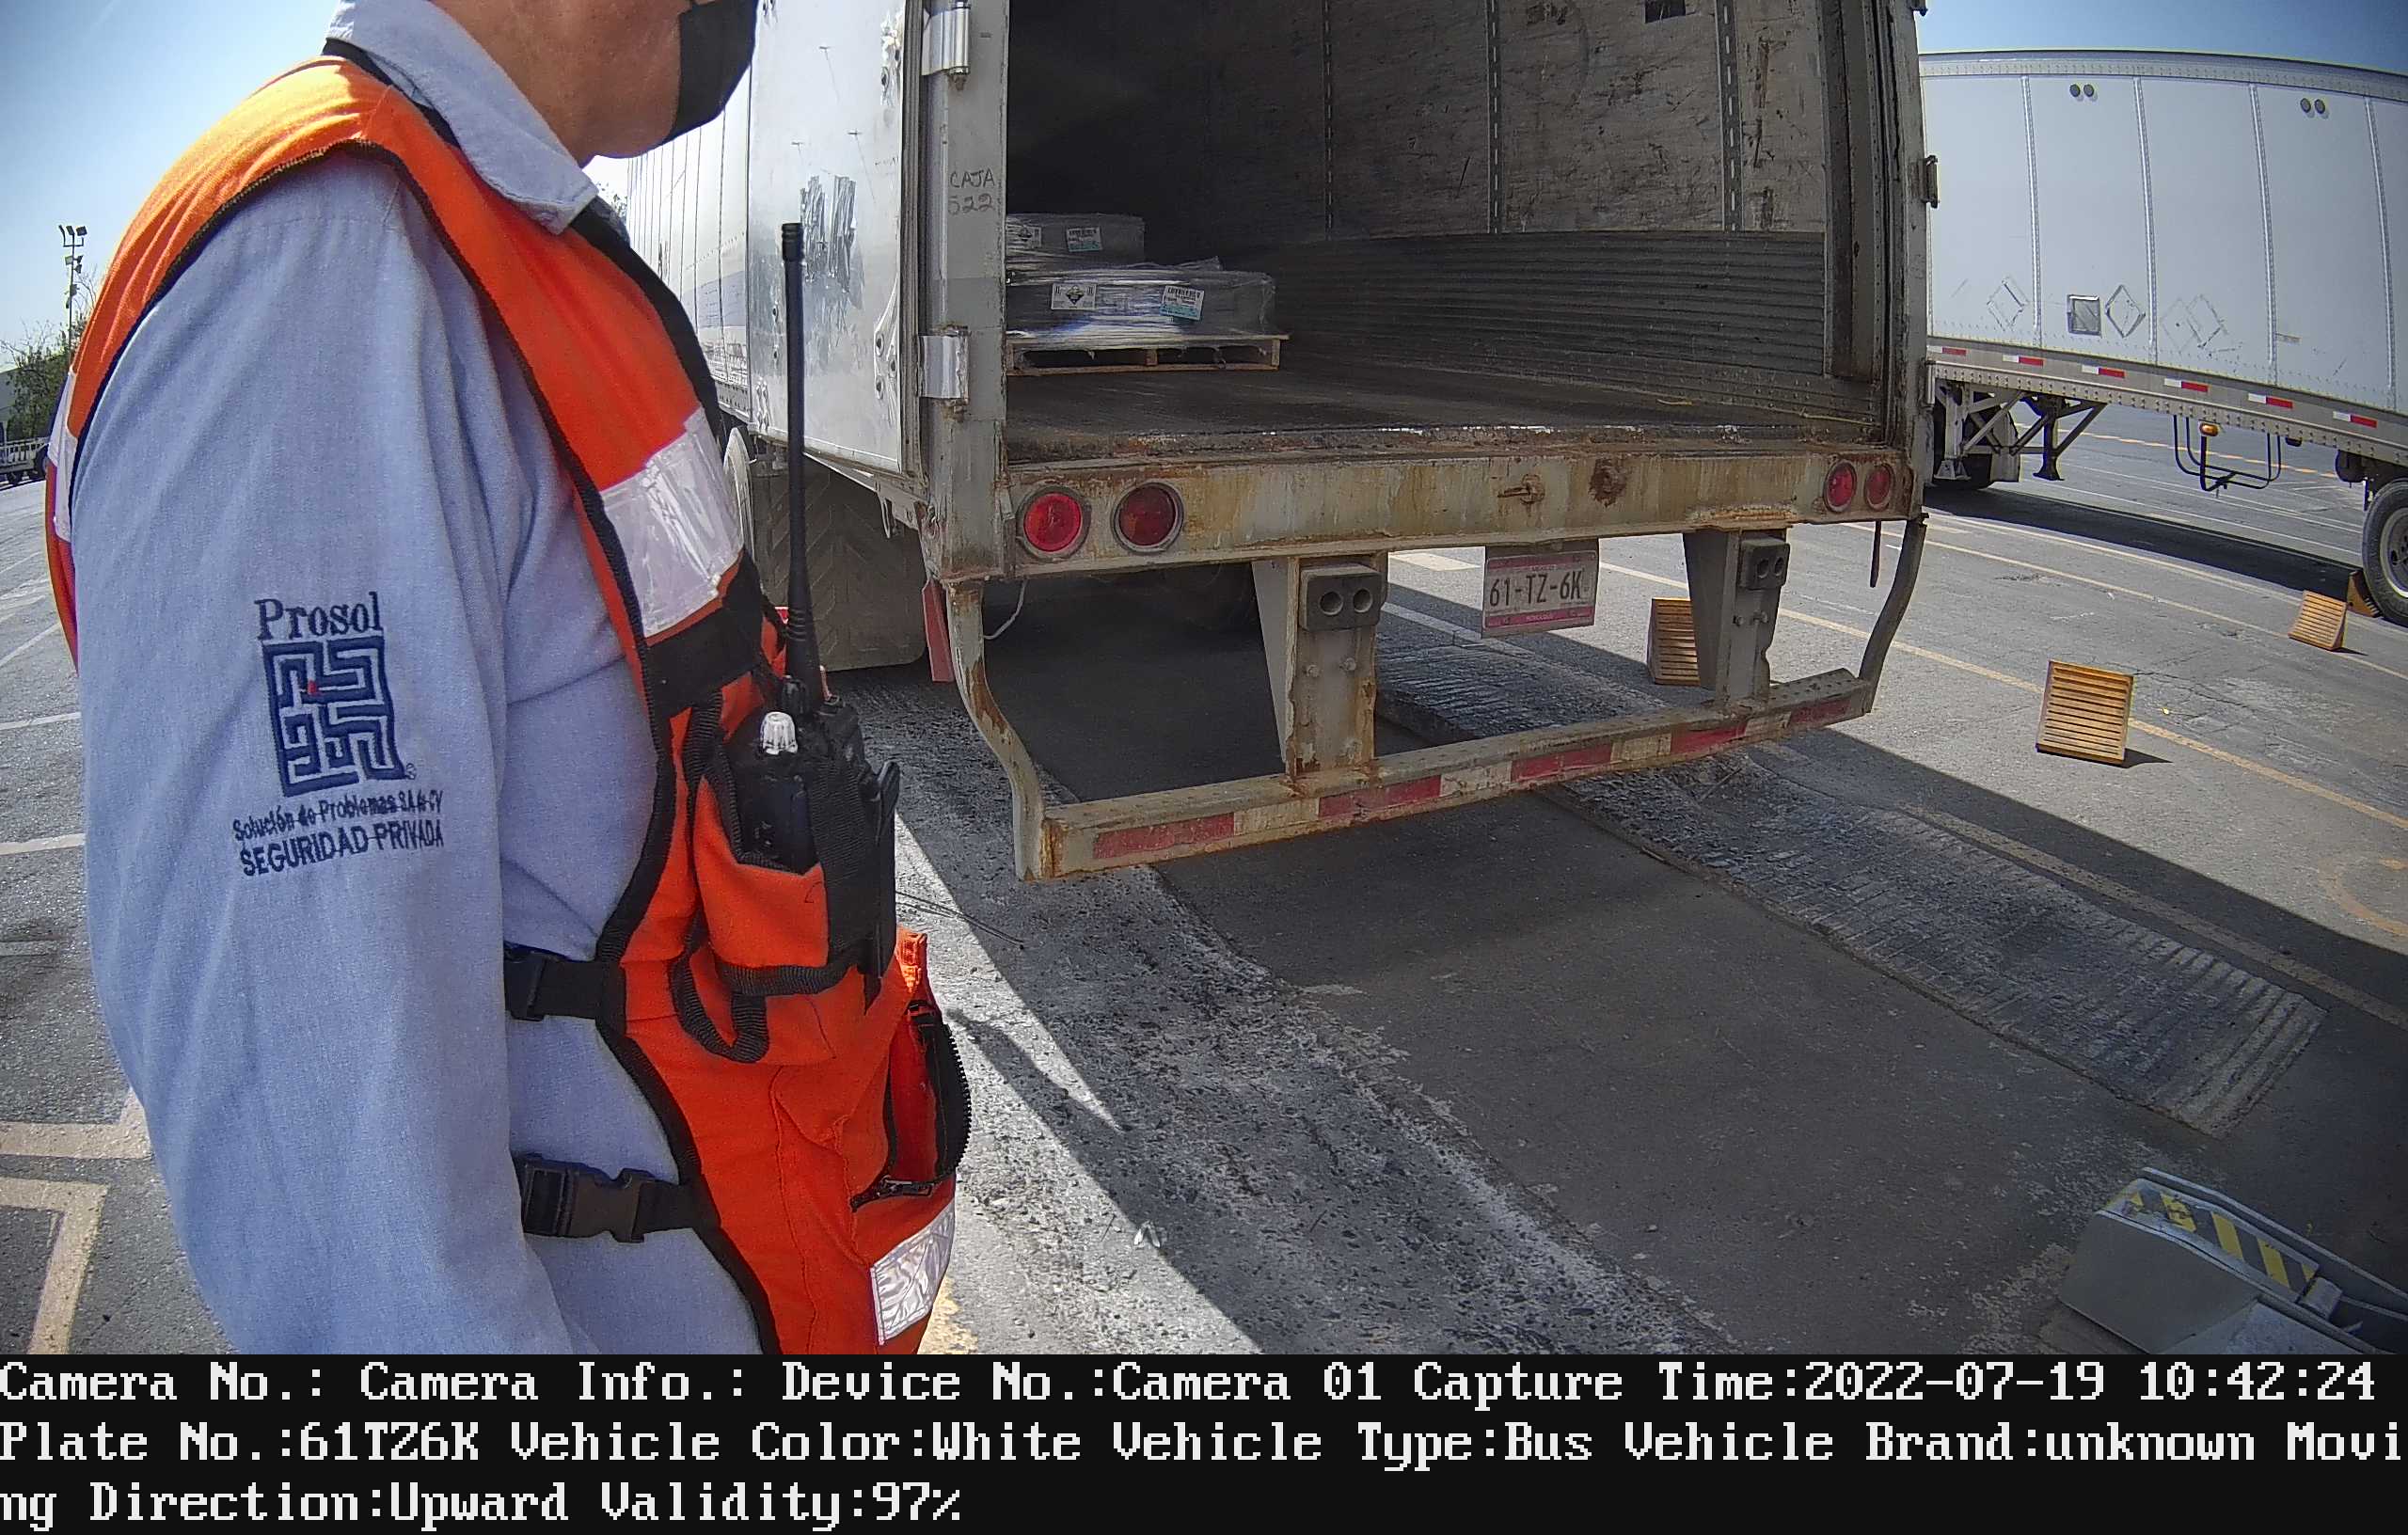 CAJA
522
61-TZ-6K
Prosol
Solución de Problemas S.A de CV
SEGURIDAD PRIVADA
Camera No.: Camera Info.: Device No.:Camera 01 Capture Time:2022-07-19 10:42:24
Plate No.:61TZ6K Vehicle Color:White Vehicle Type:Bus Vehicle Brand:unknown Movi
ng Direction:Upward Validity:97%